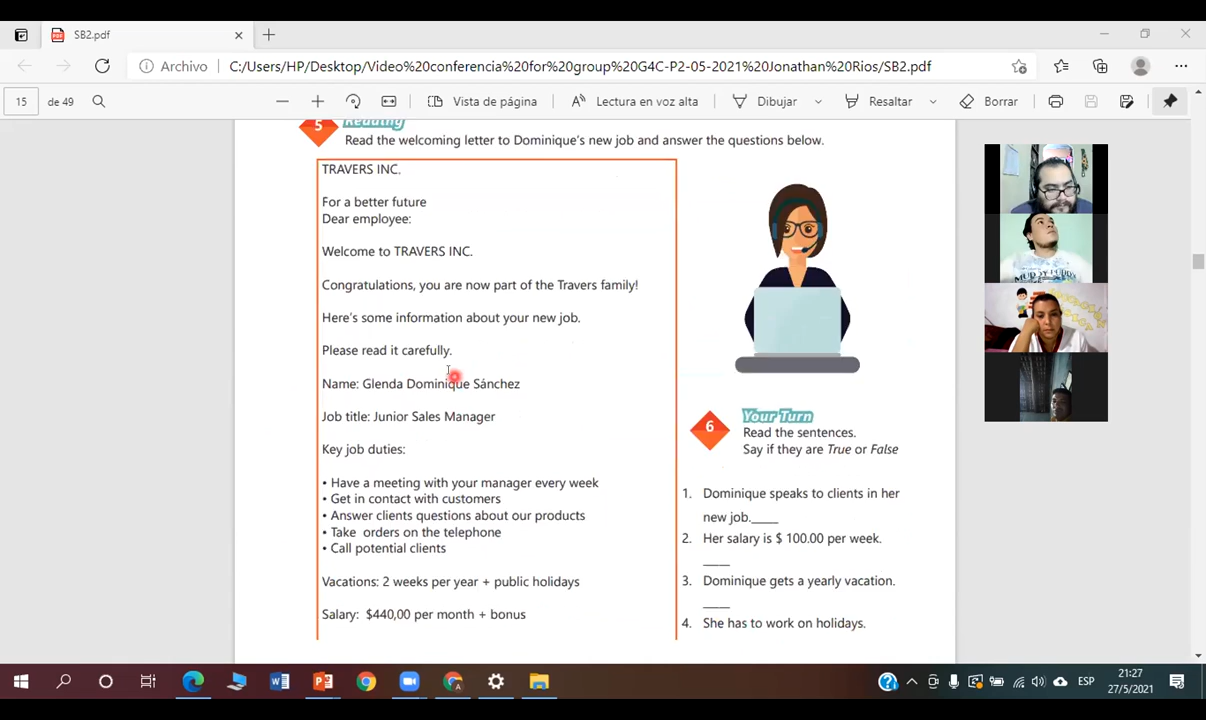 SB2.pdf
Archivo
C:/Users/HP/Desktop/Video%20conferencia%20for%20group%20G4C-P2-05-2021%20Jonathan%20Rios/SB2.pdf
15
de 49
Vista de página
Lectura en voz alta
Dibujar
Resaltar
Borrar
5
Reading
Read the welcoming letter to Dominique's new job and answer the questions below.
TRAVERS INC.
For a better future
Dear employee:
Welcome to TRAVERS INC.
Congratulations, you are now part of the Travers family!
Here's some information about your new job.
Please read it carefully.
Name: Glenda Dominique Sánchez
Job title: Junior Sales Manager
Key job duties:
• Have a meeting with your manager every week
• Get in contact with customers
• Answer clients questions about our products
• Take orders on the telephone
• Call potential clients
Vacations: 2 weeks per year + public holidays
Salary: $440,00 per month + bonus
6
Your Turn
Read the sentences.
Say if they are True or False
1. Dominique speaks to clients in her
new job.____
2. Her salary is $ 100.00 per week.
____
3. Dominique gets a yearly vacation.
____
4. She has to work on holidays.
ESP
21:27
27/5/2021